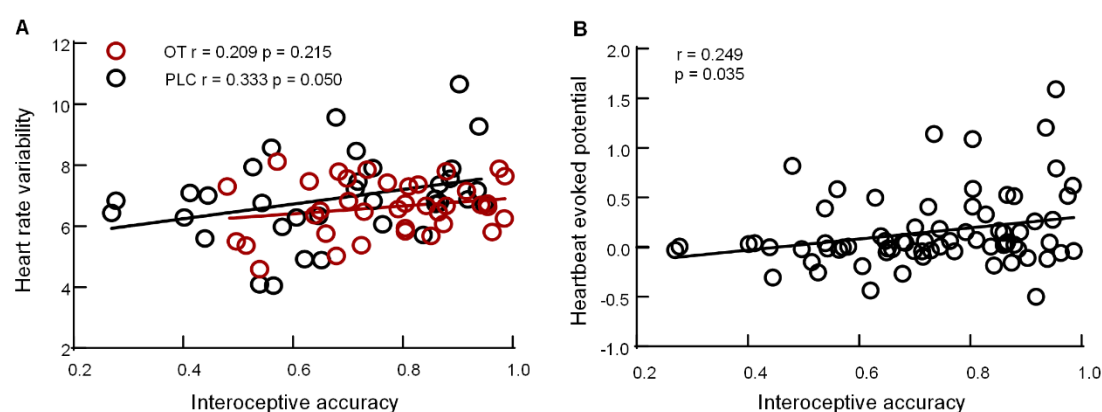 A
OT r = 0.209 p = 0.215
PLC r = 0.333 p = 0.050
Heart rate variability
12
10
8
6
4
2
0.2 0.4 0.6 0.8 1.0
Interoceptive accuracy
B
r = 0.249
p = 0.035
Heartbeat evoked potential
2.0
1.5
1.0
0.5
0.0
-0.5
-1.0
0.2 0.4 0.6 0.8 1.0
Interoceptive accuracy